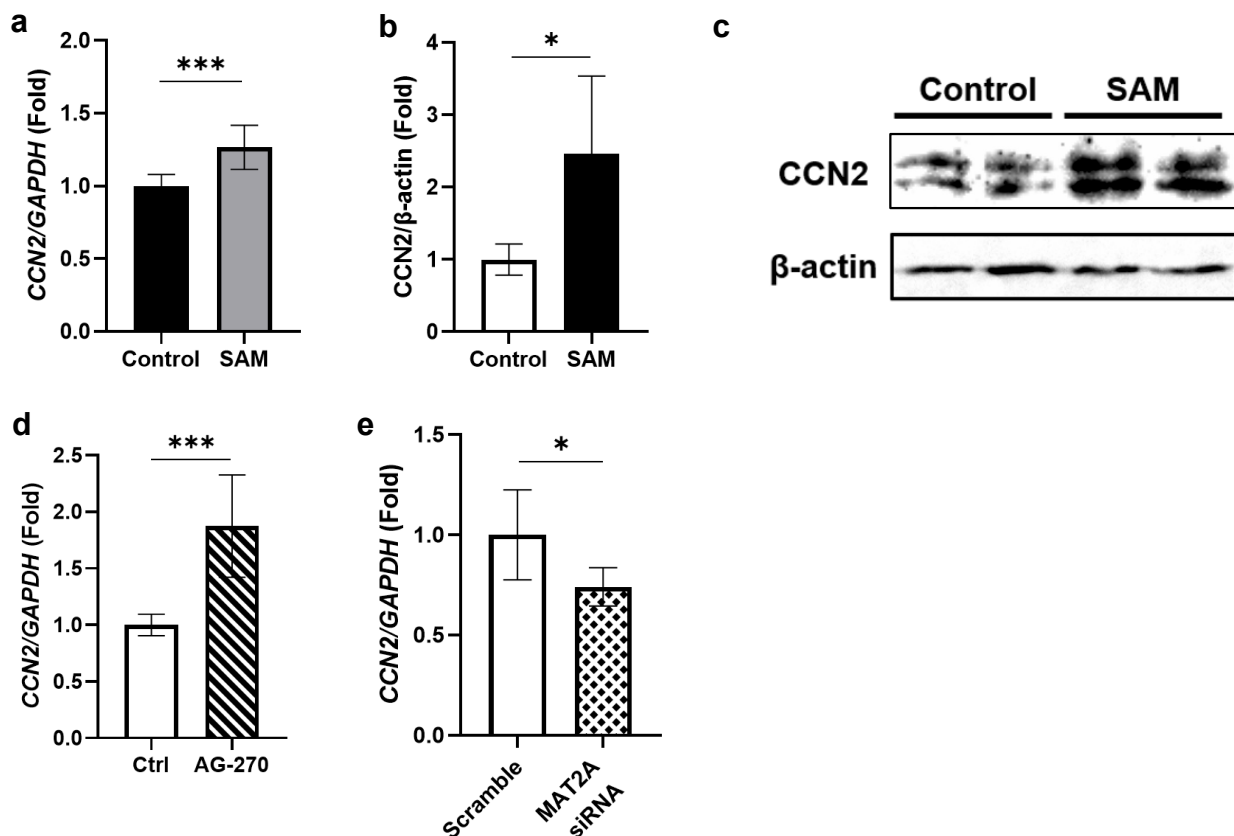 a
CCN2/GAPDH (Fold)
2.0
1.5
1.0
0.5
0.0
***
Control SAM
b
CCN2/β-actin (Fold)
4
3
2
1
0
*
Control SAM
c
Control SAM
CCN2
β-actin
d
CCN2/GAPDH (Fold)
2.5
2.0
1.5
1.0
0.5
0.0
***
Ctrl AG-270
e
CCN2/GAPDH (Fold)
1.5
1.0
0.5
0.0
*
Scramble
MAT2A
siRNA